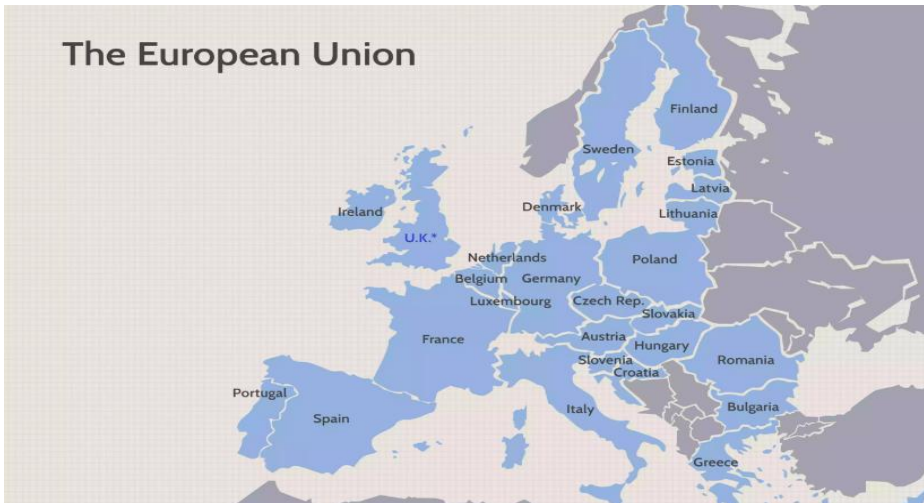 The European Union
Finland
Sweden
Estonia
Latvia
Ireland
Denmark
Lithuania
U.K.*
Netherlands
Poland
Belgium
Germany
Luxembourg
Czech Rep.
Slovakia
Austria
France
Hungary
Slovenia
Romania
Croatia
Portugal
Bulgaria
Italy
Spain
Greece